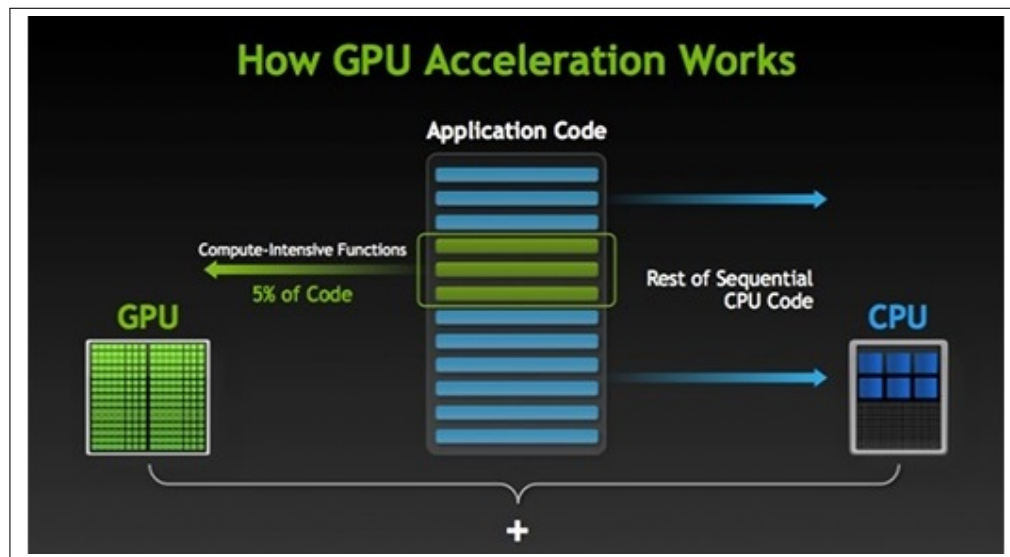 How GPU Acceleration Works
Application Code
Compute-Intensive Functions
5% of Code
Rest of Sequential
CPU Code
GPU
CPU
+